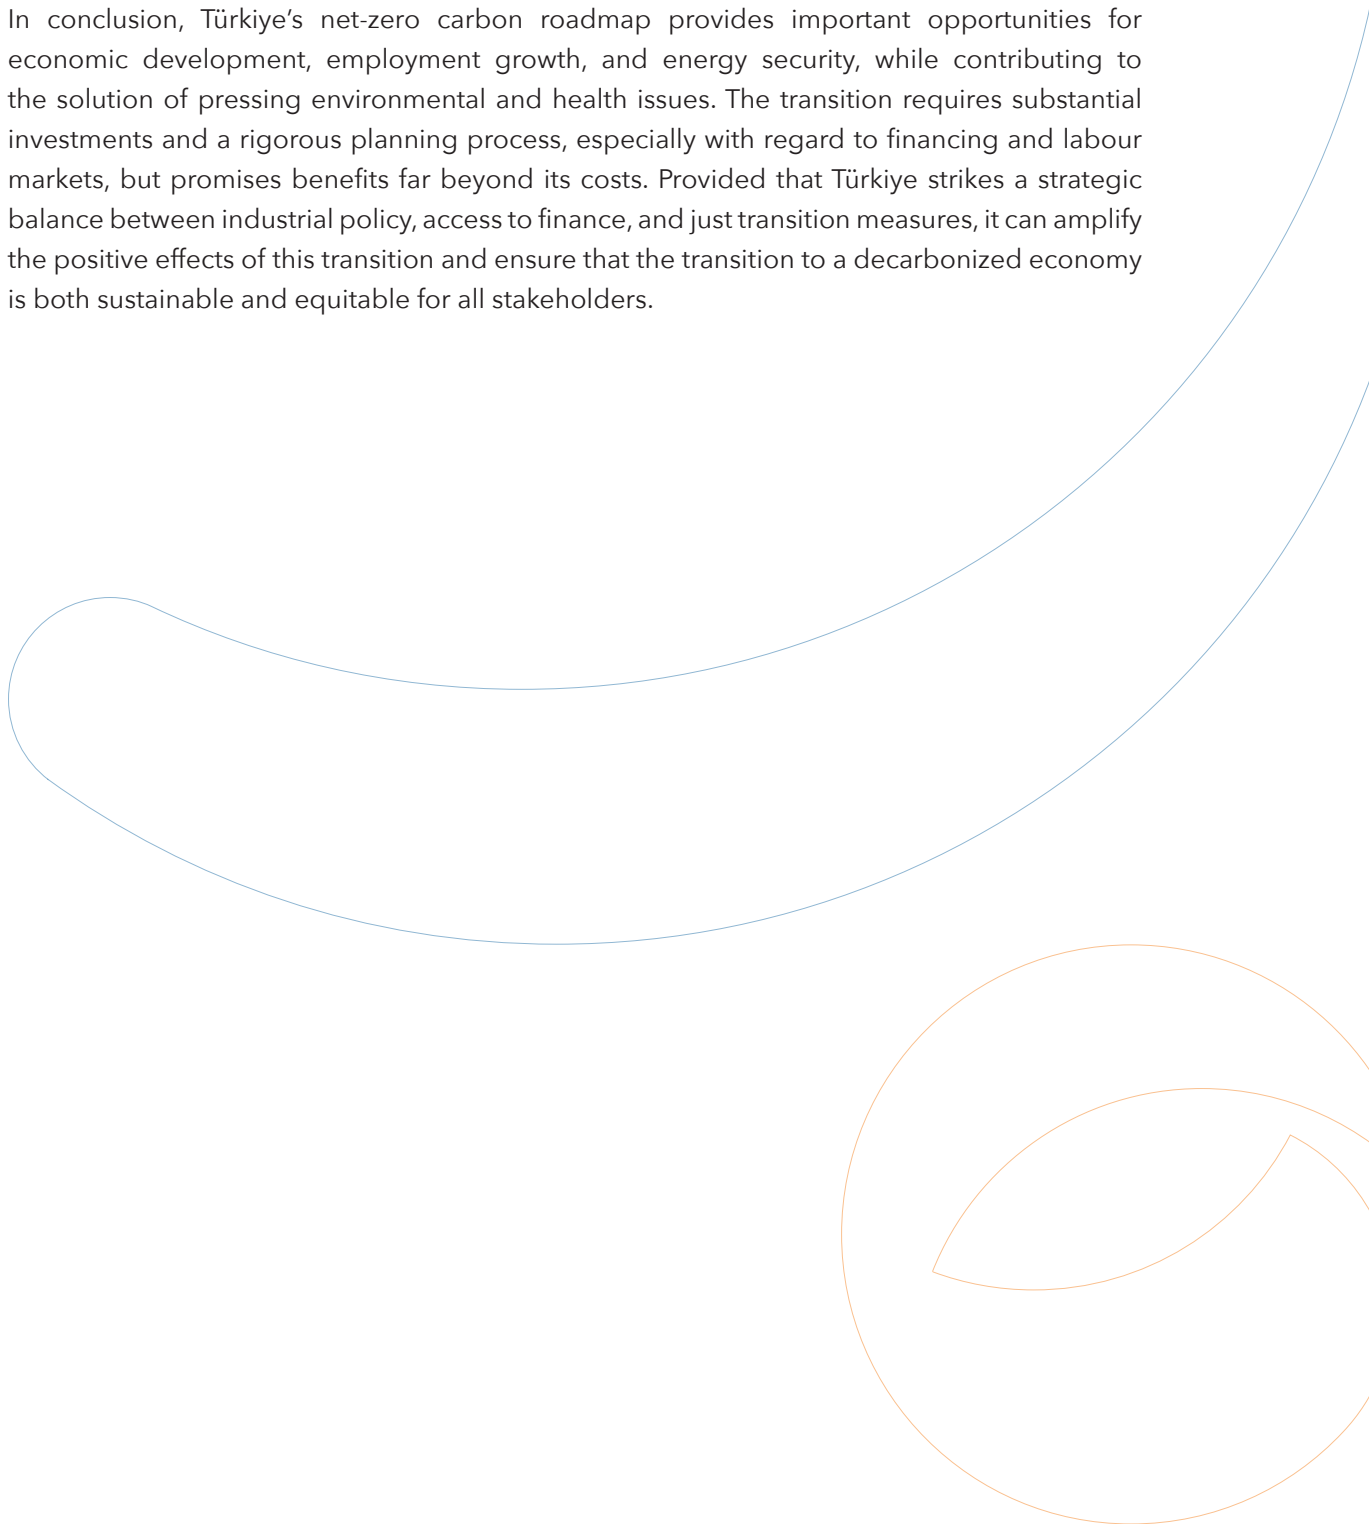 In conclusion, Türkiye’s net-zero carbon roadmap provides important opportunities for
economic development, employment growth, and energy security, while contributing to
the solution of pressing environmental and health issues. The transition requires substantial
investments and a rigorous planning process, especially with regard to financing and labour
markets, but promises benefits far beyond its costs. Provided that Türkiye strikes a strategic
balance between industrial policy, access to finance, and just transition measures, it can amplify
the positive effects of this transition and ensure that the transition to a decarbonized economy
is both sustainable and equitable for all stakeholders.